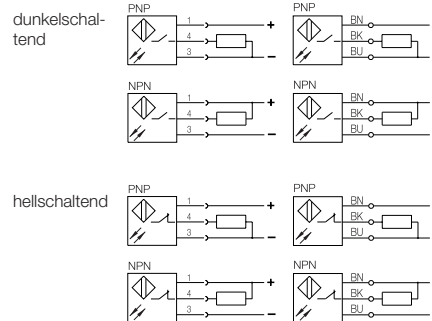 dunkelschal-
tend
PNP
1
4
3
+
–
PNP
BN
BK
BU
NPN
1
4
3
+
–
NPN
BN
BK
BU
hellschaltend
PNP
1
4
3
+
–
PNP
BN
BK
BU
NPN
1
4
3
+
–
NPN
BN
BK
BU